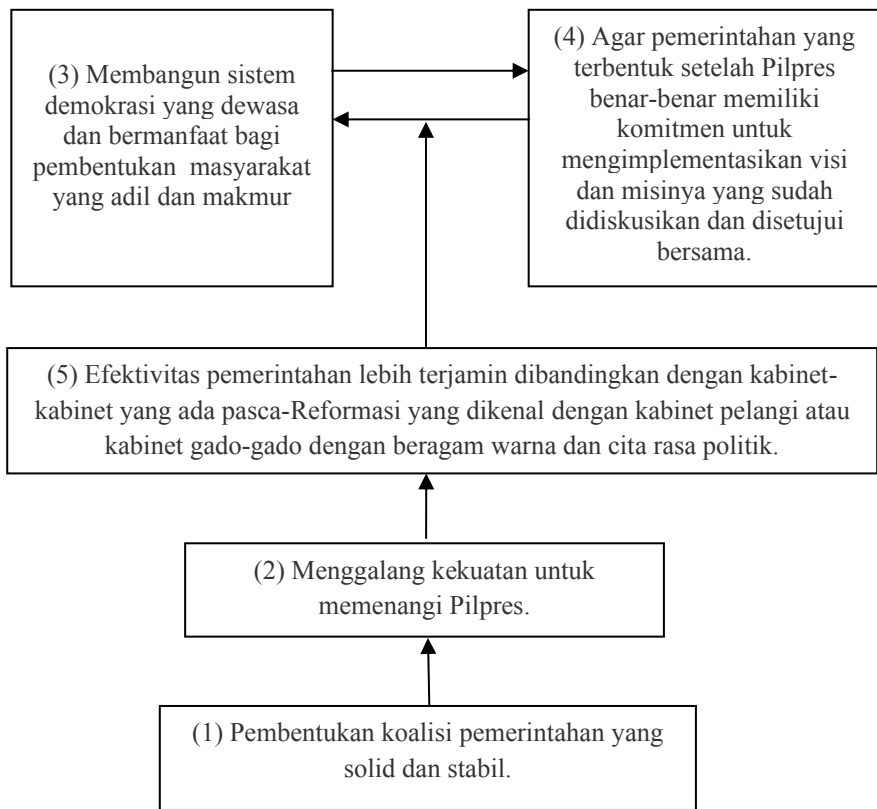 (3) Membangun sistem
demokrasi yang dewasa
dan bermanfaat bagi
pembentukan masyarakat
yang adil dan makmur
(4) Agar pemerintahan yang
terbentuk setelah Pilpres
benar-benar memiliki
komitmen untuk
mengimplementasikan visi
dan misinya yang sudah
didiskusikan dan disetujui
bersama.
(5) Efektivitas pemerintahan lebih terjamin dibandingkan dengan kabinet-
kabinet yang ada pasca-Reformasi yang dikenal dengan kabinet pelangi atau
kabinet gado-gado dengan beragam warna dan cita rasa politik.
(2) Menggalang kekuatan untuk
memenangi Pilpres.
(1) Pembentukan koalisi pemerintahan yang
solid dan stabil.